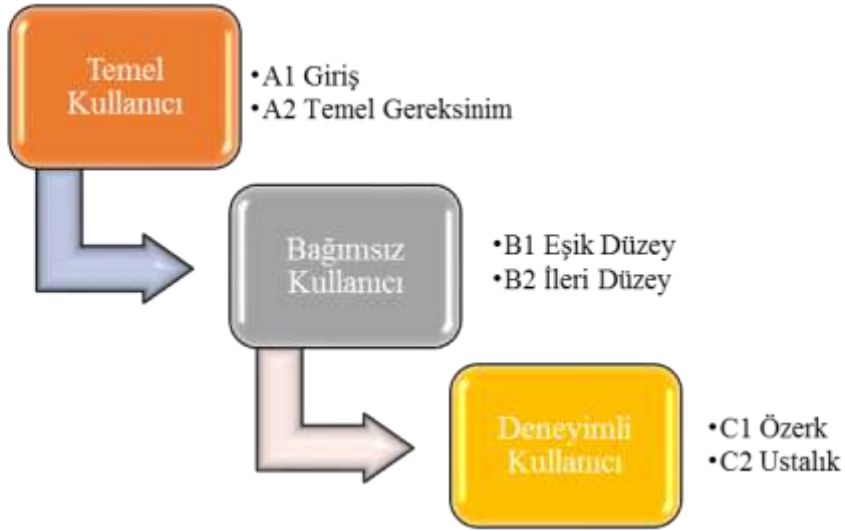 Temel
Kullanıcı
•A1 Giriş
•A2 Temel Gereksinim
Bağımsız
Kullanıcı
•B1 Eşik Düzey
•B2 İleri Düzey
Deneyimli
Kullanıcı
•C1 Özerk
•C2 Ustalık